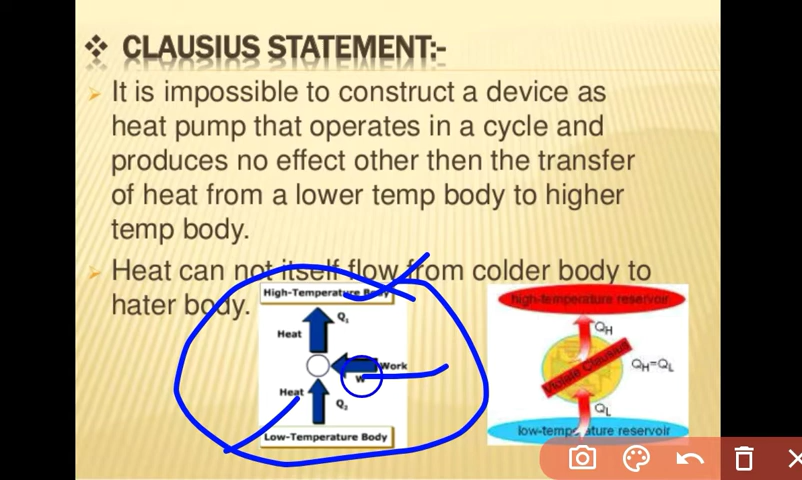 ❖ CLAUSIUS STATEMENT:-
➢ It is impossible to construct a device as
heat pump that operates in a cycle and
produces no effect other then the transfer
of heat from a lower temp body to higher
temp body.
➢ Heat can not itself flow from colder body to
hater body.
High-Temperature Body
Q₁
Heat
Work
W
Heat
Q₂
Low-Temperature Body
high-temperature reservoir
QH
Violate Clausius
QH=QL
QL
low-temperature reservoir